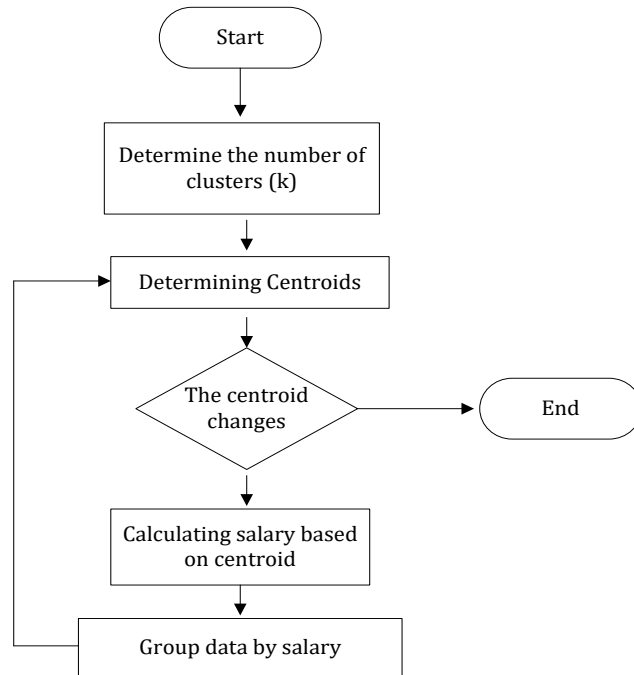 Start
Determine the number of
clusters (k)
Determining Centroids
The centroid
changes
End
Calculating salary based
on centroid
Group data by salary